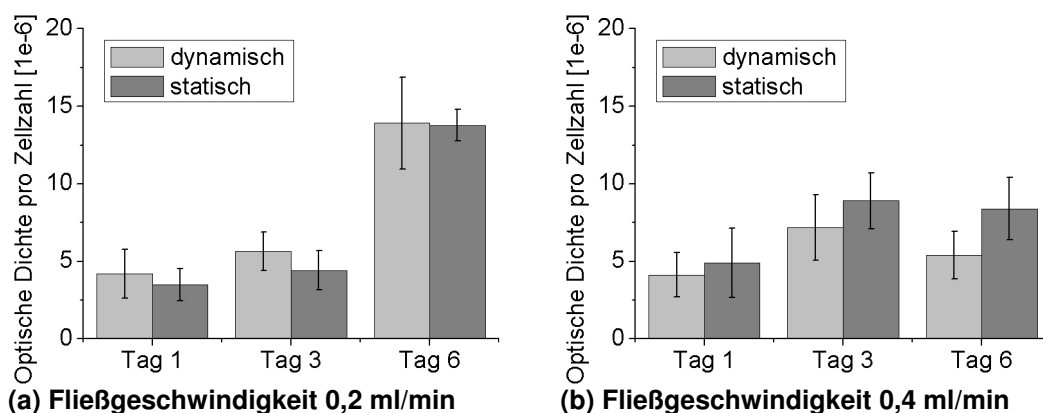 Optische Dichte pro Zellzahl [1e-6]
20
15
10
5
0
dynamisch
statisch
Tag 1
Tag 3
Tag 6
(a) Fließgeschwindigkeit 0,2 ml/min
Optische Dichte pro Zellzahl [1e-6]
20
15
10
5
0
dynamisch
statisch
Tag 1
Tag 3
Tag 6
(b) Fließgeschwindigkeit 0,4 ml/min